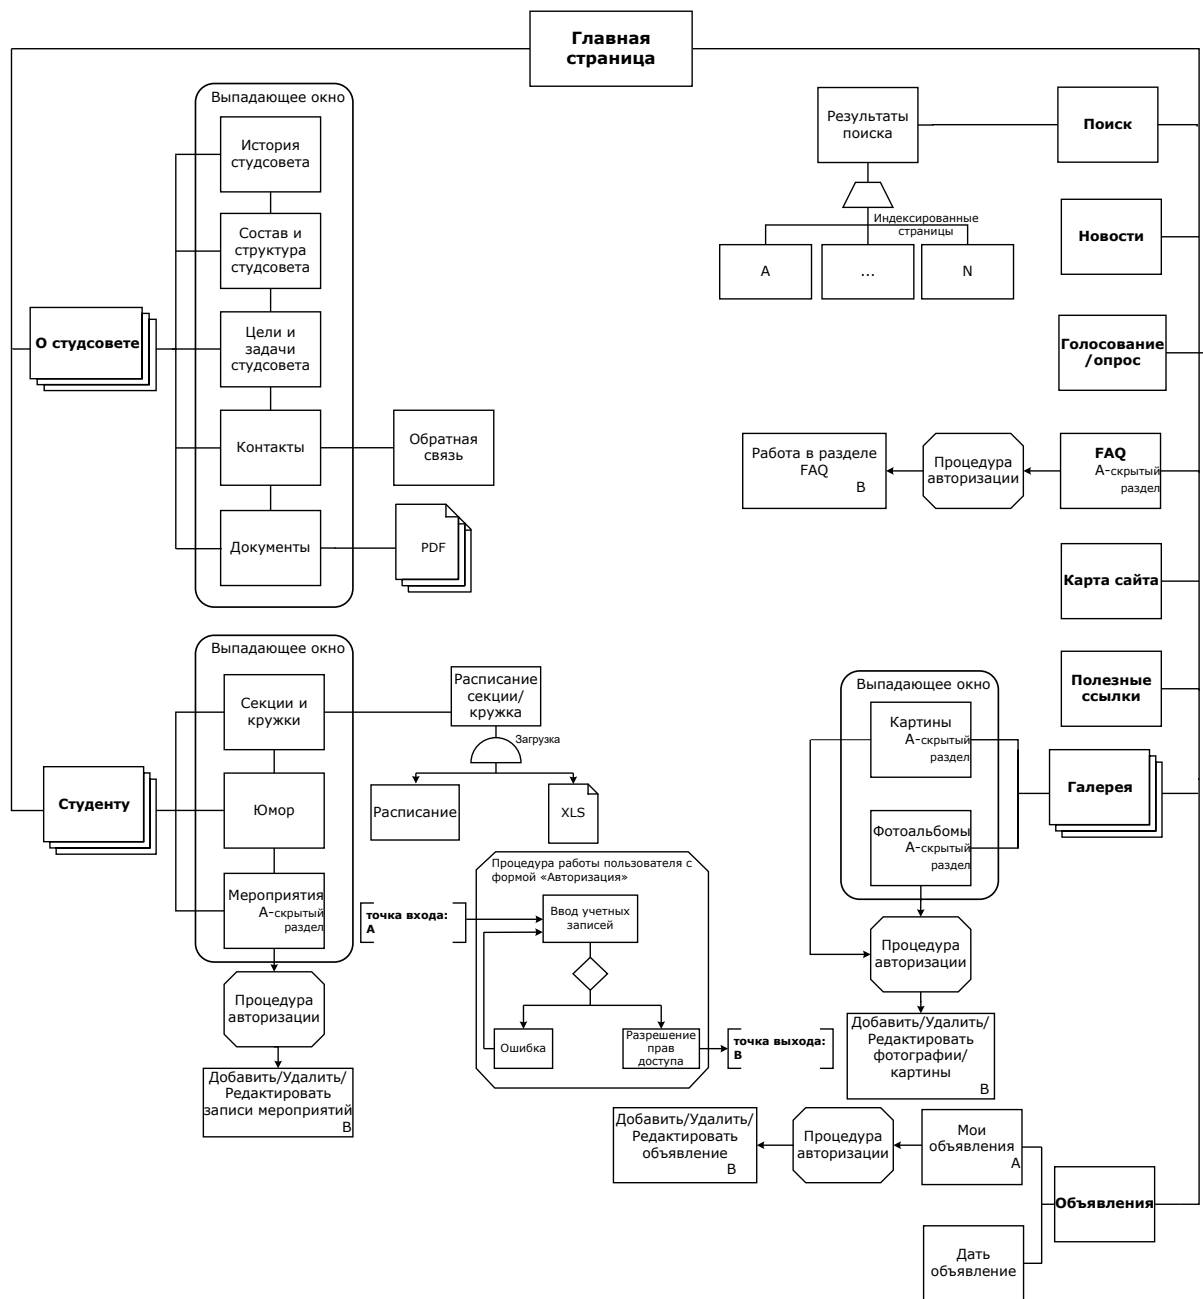 Главная
страница
Выпадающее окно
История
студсовета
Состав и
структура
студсовета
О студсовете
Цели и
задачи
студсовета
Контакты
Обратная
связь
Документы
PDF
Результаты
поиска
Поиск
Индексированные
страницы
A
...
N
Новости
Голосование
/опрос
Работа в разделе
FAQ
B
Процедура
авторизации
FAQ
А-скрытый
раздел
Карта сайта
Полезные
ссылки
Выпадающее окно
Секции и
кружки
Расписание
секции/
кружка
Загрузка
Расписание
XLS
Студенту
Юмор
Мероприятия
А-скрытый
раздел
Процедура
авторизации
Добавить/Удалить/
Редактировать
записи мероприятий
B
Процедура работы пользователя с
формой «Авторизация»
точка входа:
A
Ввод учетных
записей
Ошибка
Разрешение
прав
доступа
точка выхода:
B
Выпадающее окно
Картины
А-скрытый
раздел
Галерея
Фотоальбомы
А-скрытый
раздел
Процедура
авторизации
Добавить/Удалить/
Редактировать
фотографии/
картины
B
Добавить/Удалить/
Редактировать
объявление
B
Процедура
авторизации
Мои
объявления
A
Объявления
Дать
объявление